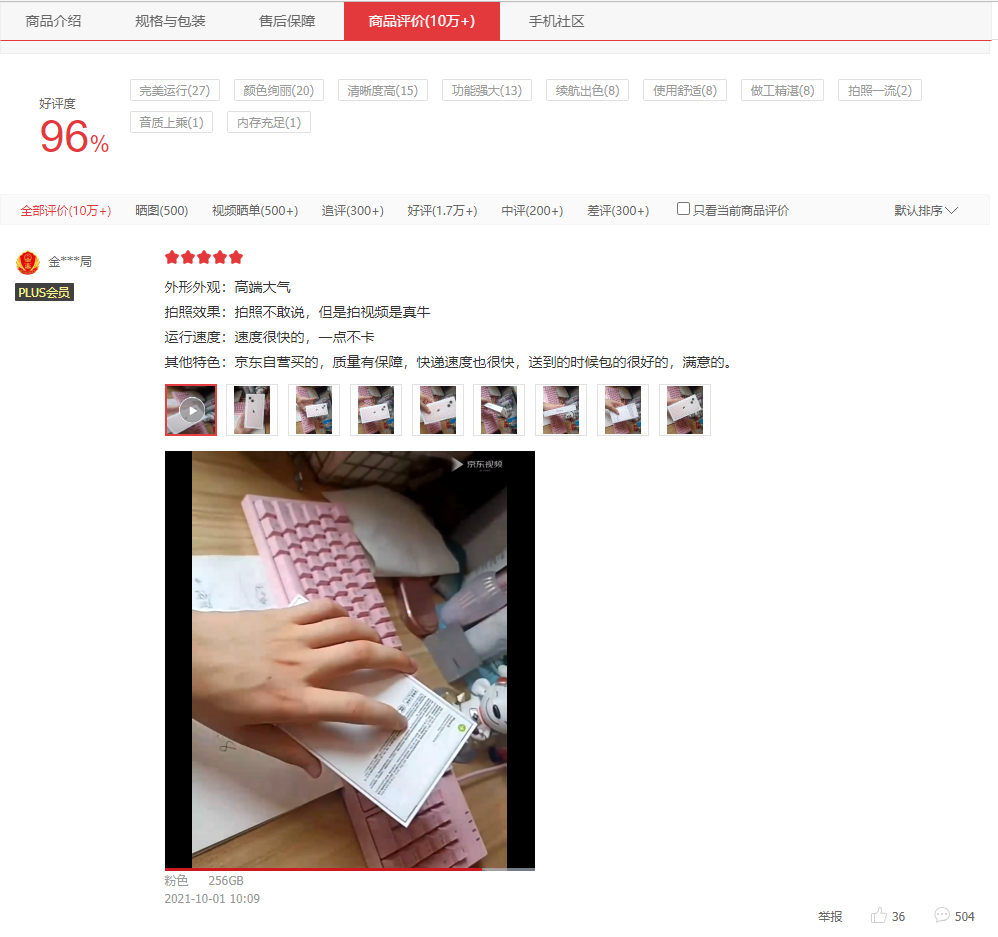 商品介绍 规格与包装 售后保障 商品评价(10万+) 手机社区
好评度
96%
完美运行(27) 颜色绚丽(20) 清晰度高(15) 功能强大(13) 续航出色(8) 使用舒适(8) 做工精湛(8) 拍照一流(2)
音质上乘(1) 内存充足(1)
全部评价(10万+) 晒图(500) 视频晒单(500+) 追评(300+) 好评(1.7万+) 中评(200+) 差评(300+) 只看当前商品评价 默认排序
金***局
PLUS会员
外形外观：高端大气
拍照效果：拍照不敢说，但是拍视频是真牛
运行速度：速度很快的，一点不卡
其他特色：京东自营买的，质量有保障，快递速度也很快，送到的时候包的很好的，满意的。
京东视频
粉色 256GB
2021-10-01 10:09
举报 36 504